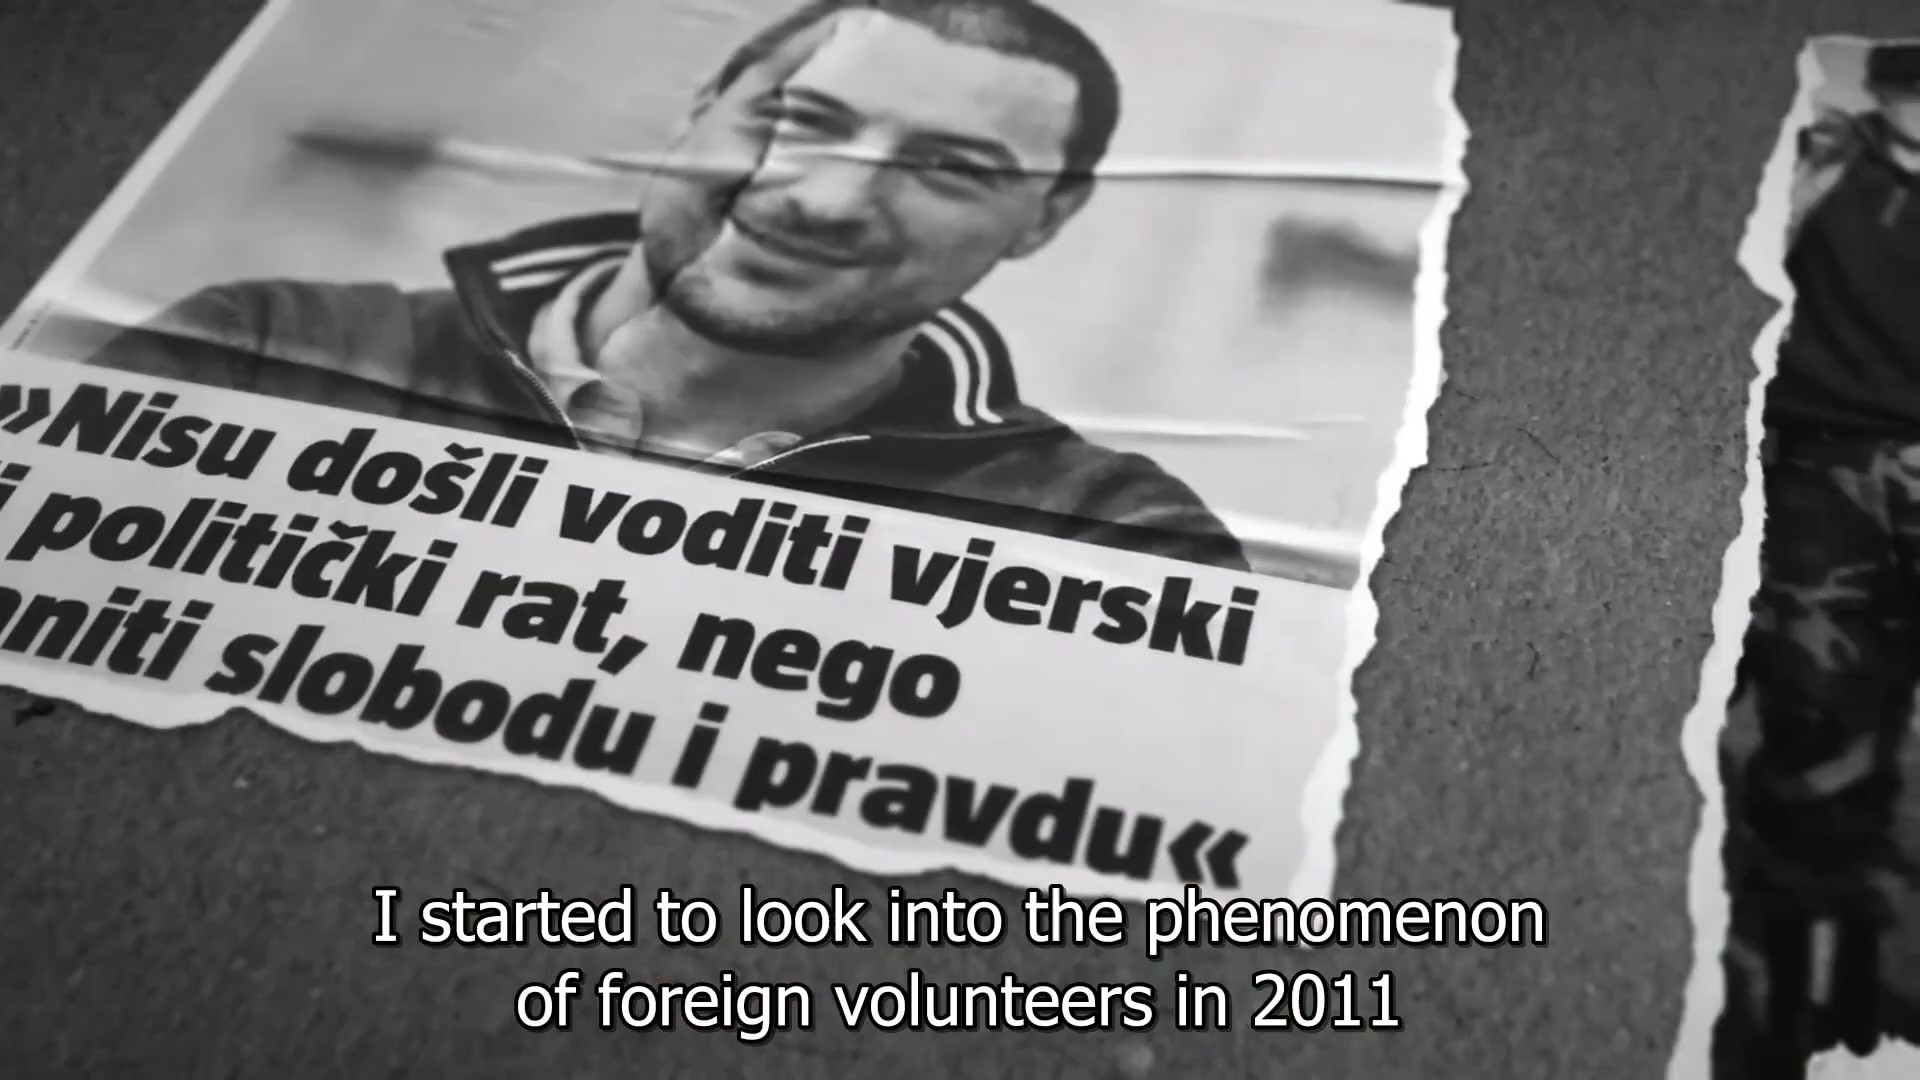 »Nisu došli voditi vjerski
i politički rat, nego
slobodu i pravdu«
I started to look into the phenomenon
of foreign volunteers in 2011